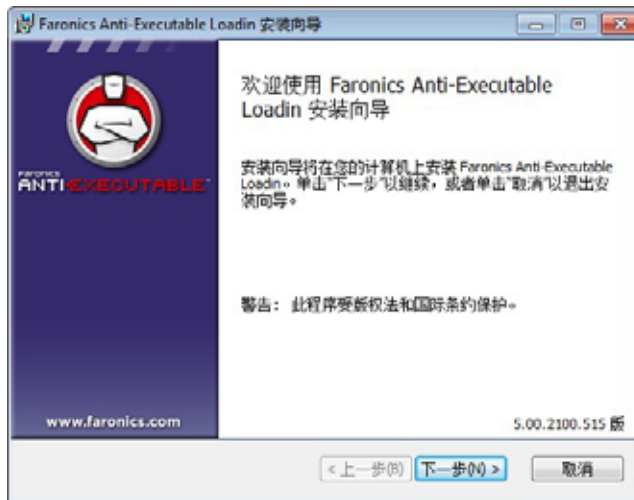 Faronics Anti-Executable Loadin 安装向导
欢迎使用 Faronics Anti-Executable
Loadin 安装向导
安装向导将在您的计算机上安装 Faronics Anti-Executable
Loadin。单击“下一步”以继续，或者单击“取消”以退出安
装向导。
FARONICS
ANTI-EXECUTABLE™
警告： 此程序受版权法和国际条约保护。
www.faronics.com
5.00.2100.515 版
< 上一步(B)
下一步(N) >
取消